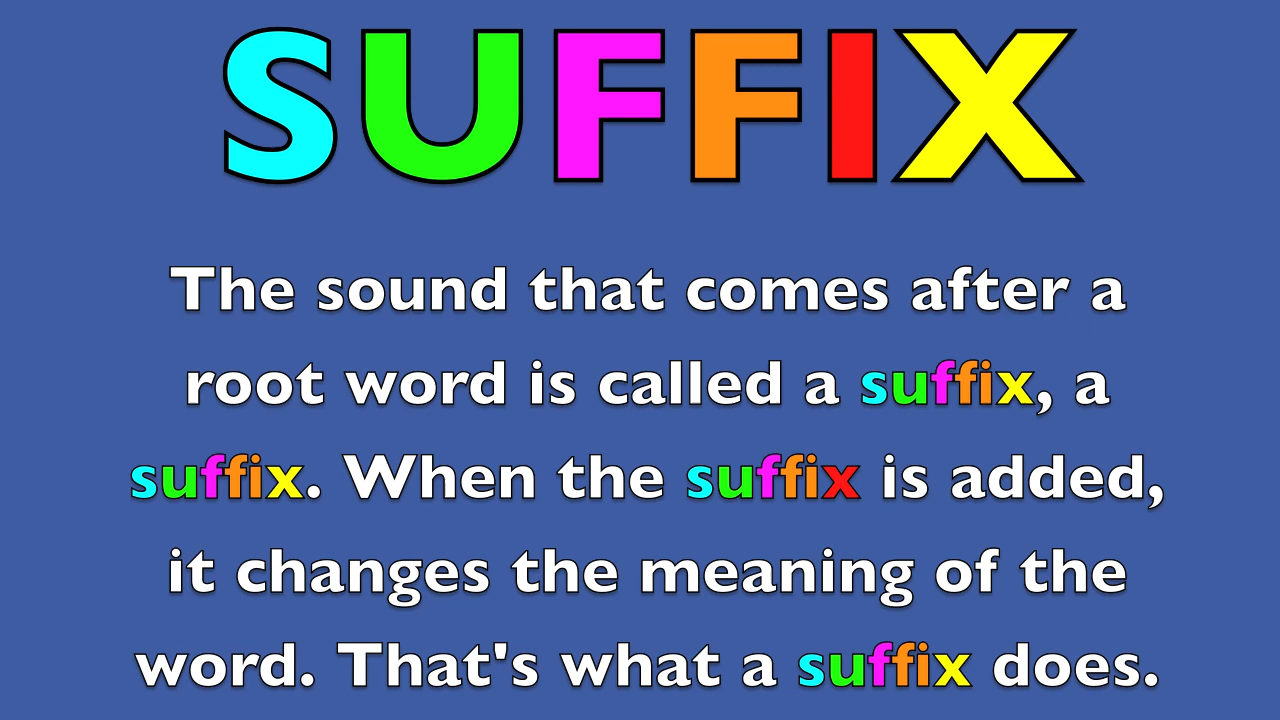 SUFFIX
The sound that comes after a
root word is called a suffix, a
suffix. When the suffix is added,
it changes the meaning of the
word. That's what a suffix does.